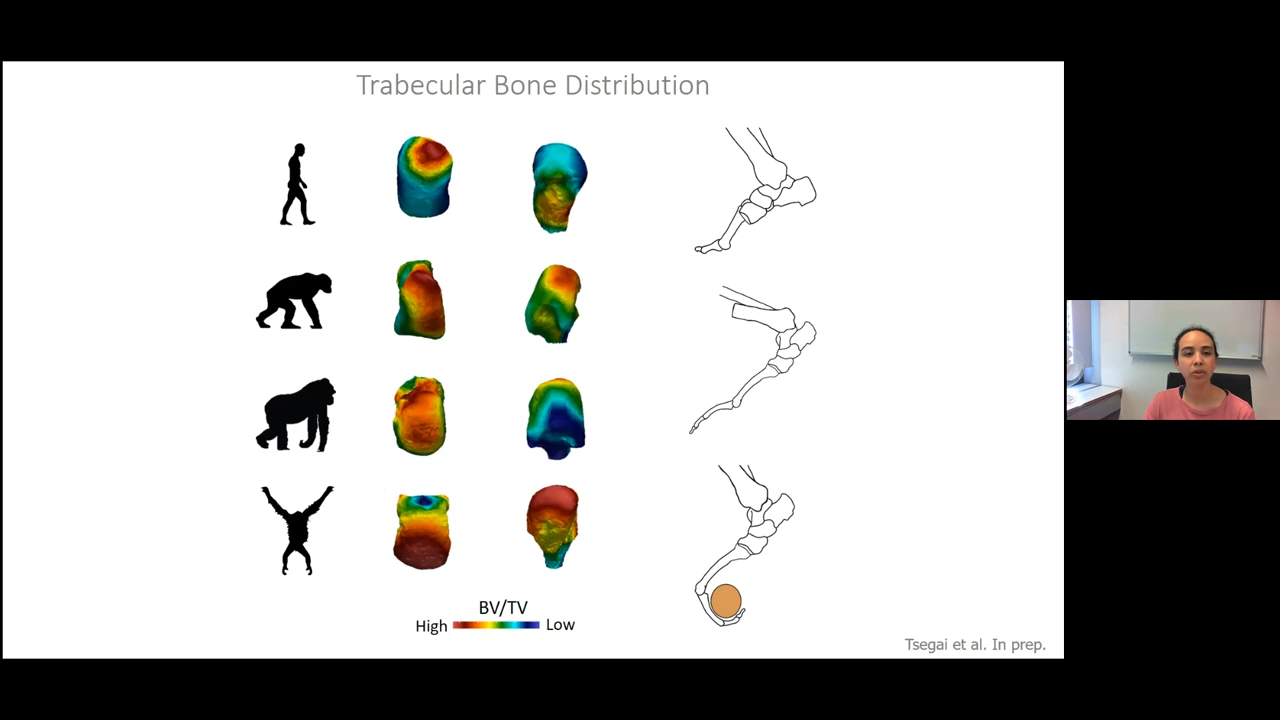 Trabecular Bone Distribution
BV/TV
High Low
Tsegai et al. In prep.